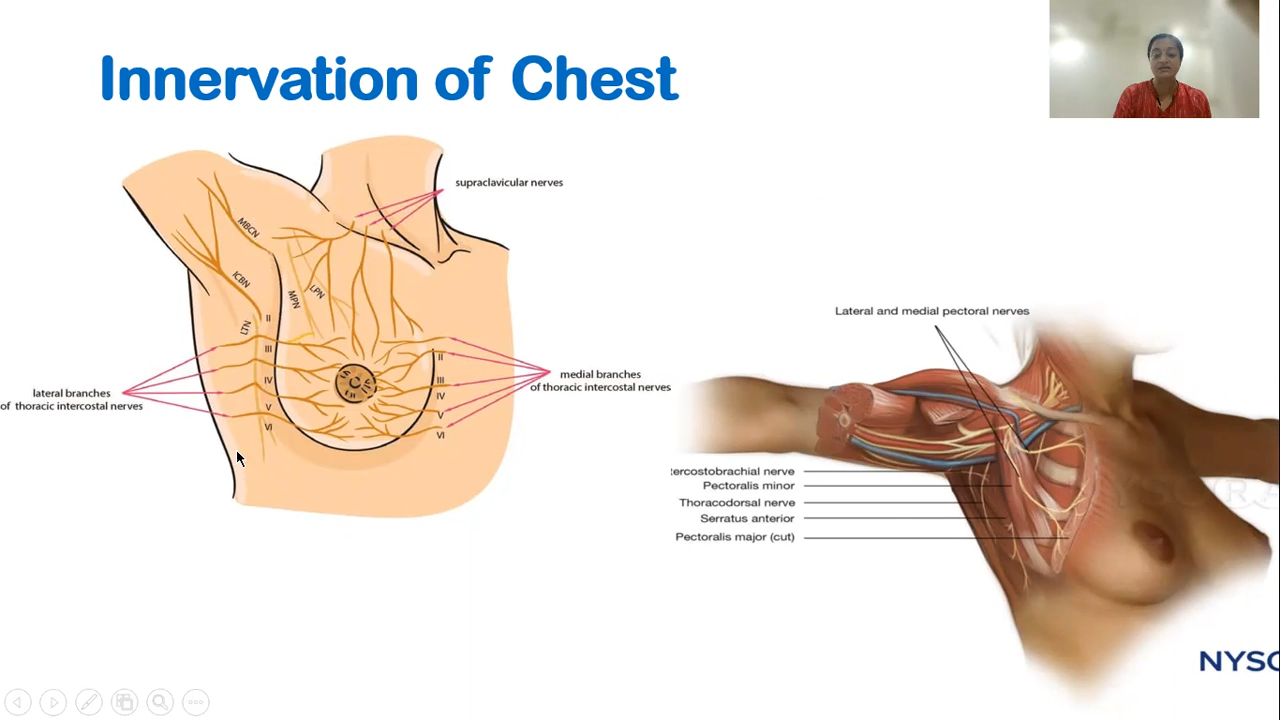 Innervation of Chest
supraclavicular nerves
MBCN
ICBN
MPN
LPN
LTN
II
III
IV
V
VI
lateral branches
of thoracic intercostal nerves
II
III
IV
V
VI
medial branches
of thoracic intercostal nerves
Lateral and medial pectoral nerves
tercostobrachial nerve
Pectoralis minor
Thoracodorsal nerve
Serratus anterior
Pectoralis major (cut)
NYSO